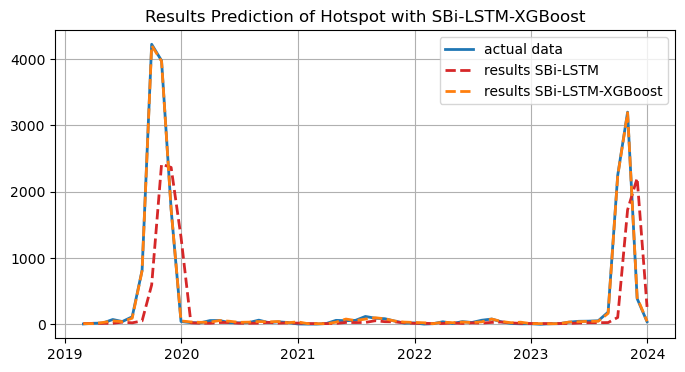 Results Prediction of Hotspot with SBi-LSTM-XGBoost
actual data
results SBi-LSTM
results SBi-LSTM-XGBoost
4000
3000
2000
1000
0
2019 2020 2021 2022 2023 2024